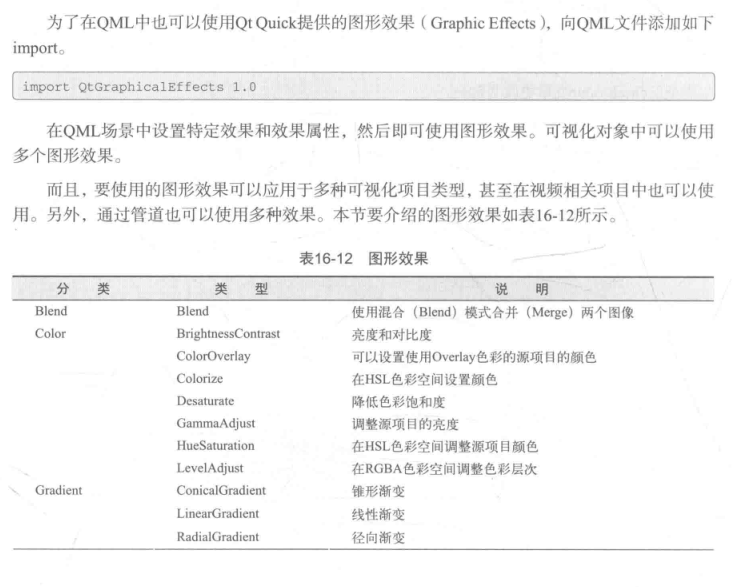 为了在QML中也可以使用Qt Quick提供的图形效果（Graphic Effects），向QML文件添加如下
import。
import QtGraphicalEffects 1.0
在QML场景中设置特定效果和效果属性，然后即可使用图形效果。可视化对象中可以使用
多个图形效果。
而且，要使用的图形效果可以应用于多种可视化项目类型，甚至在视频相关项目中也可以使
用。另外，通过管道也可以使用多种效果。本节要介绍的图形效果如表16-12所示。
表16-12 图形效果
分 类 类 型 说 明
Blend Blend 使用混合（Blend）模式合并（Merge）两个图像
Color BrightnessContrast 亮度和对比度
ColorOverlay 可以设置使用Overlay色彩的源项目的颜色
Colorize 在HSL色彩空间设置颜色
Desaturate 降低色彩饱和度
GammaAdjust 调整源项目的亮度
HueSaturation 在HSL色彩空间调整源项目颜色
LevelAdjust 在RGBA色彩空间调整色彩层次
Gradient ConicalGradient 锥形渐变
LinearGradient 线性渐变
RadialGradient 径向渐变